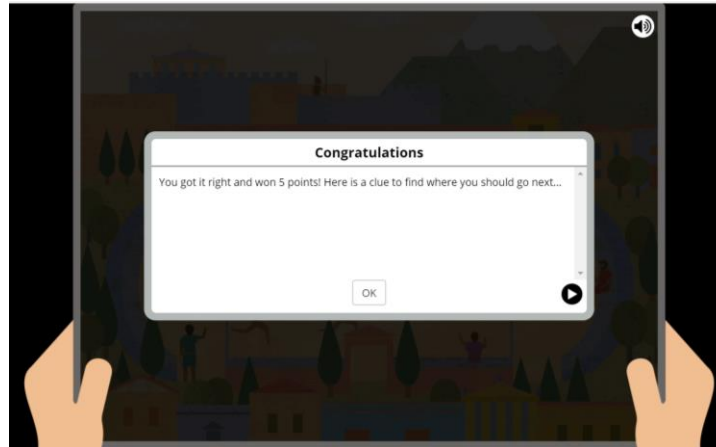 Congratulations
You got it right and won 5 points! Here is a clue to find where you should go next...
OK